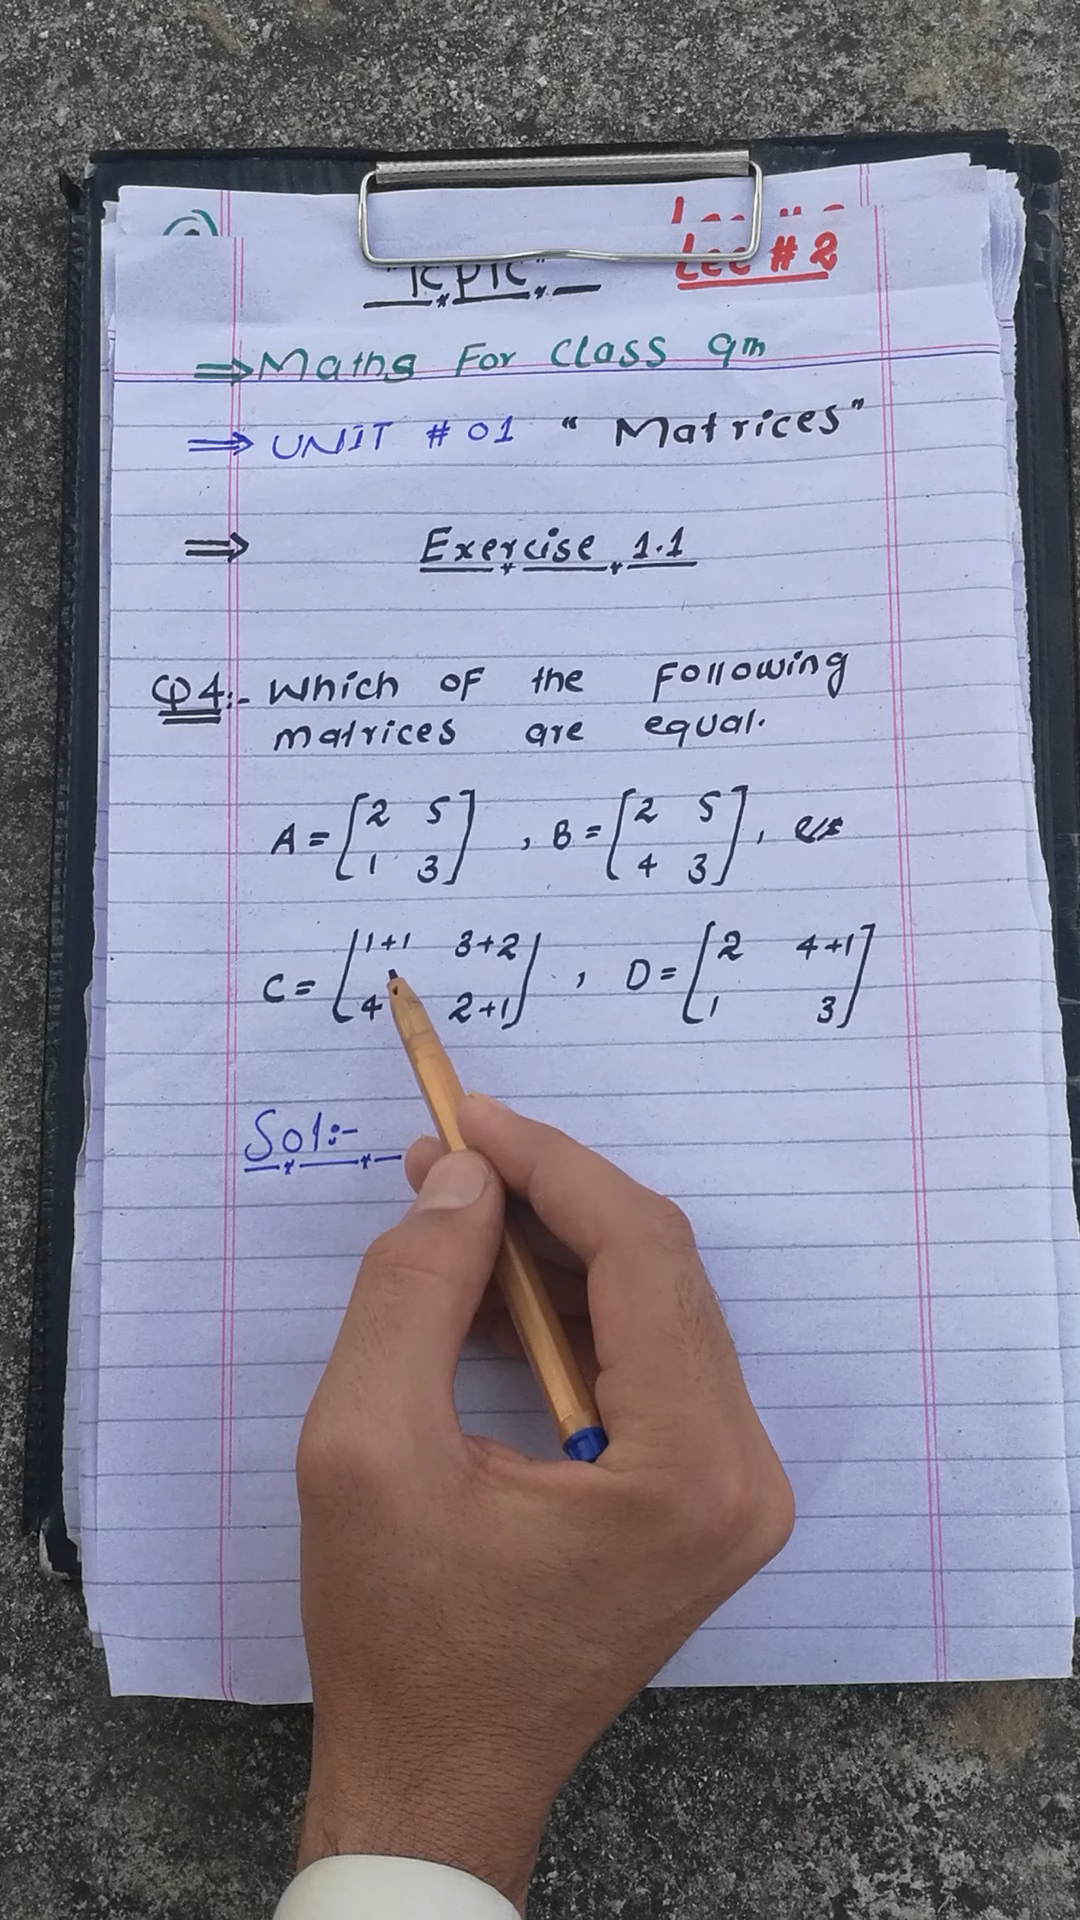 "Topic"
Lec # 2
⇒ Maths For Class 9th
⇒ UNIT # 01 " Matrices"
⇒ Exercise 1.1
Q4:- Which OF the Following
matrices are equal.
A = [2 5; 1 3] , B = [2 5; 4 3] ,
C = [1+1 3+2; 4 2+1] , D = [2 4+1; 1 3]
Sol:-